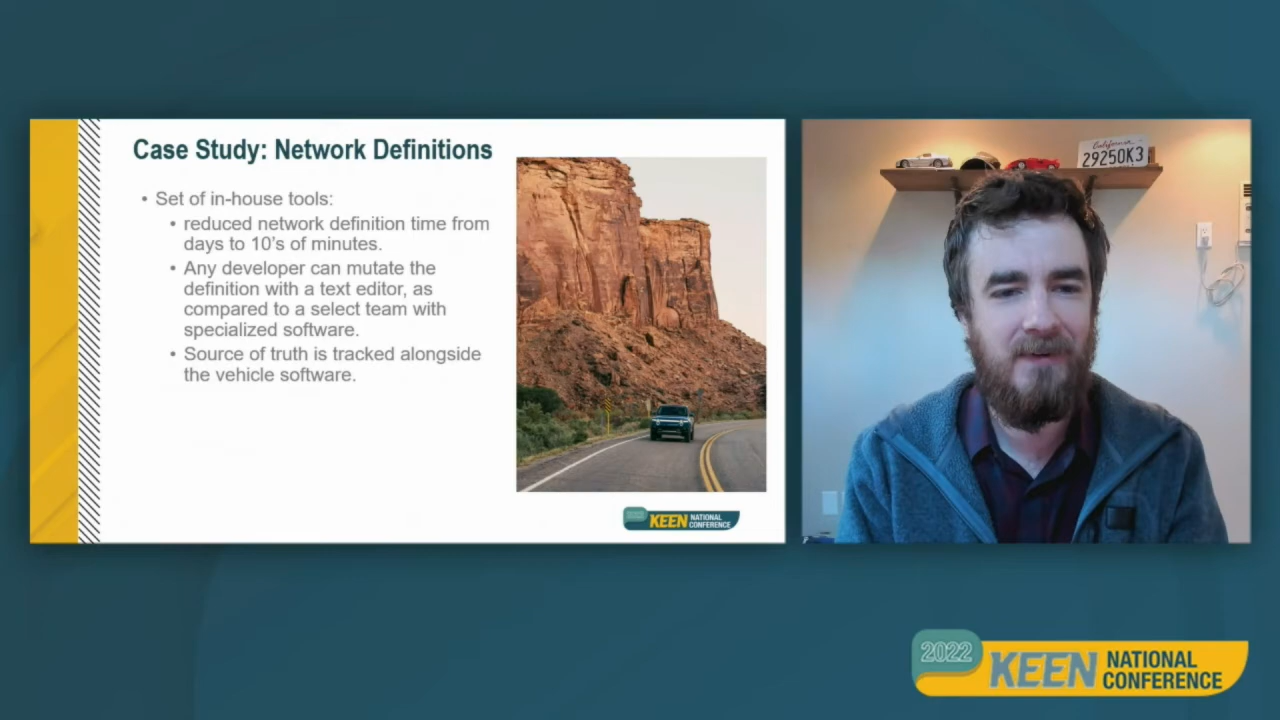 Case Study: Network Definitions
• Set of in-house tools:
• reduced network definition time from
days to 10's of minutes.
• Any developer can mutate the
definition with a text editor, as
compared to a select team with
specialized software.
• Source of truth is tracked alongside
the vehicle software.
KEEN NATIONAL
CONFERENCE
California
29250K3
2022
KEEN NATIONAL
CONFERENCE